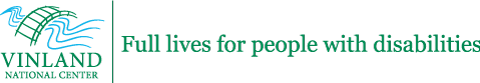 VINLAND
NATIONAL CENTER
Full lives for people with disabilities